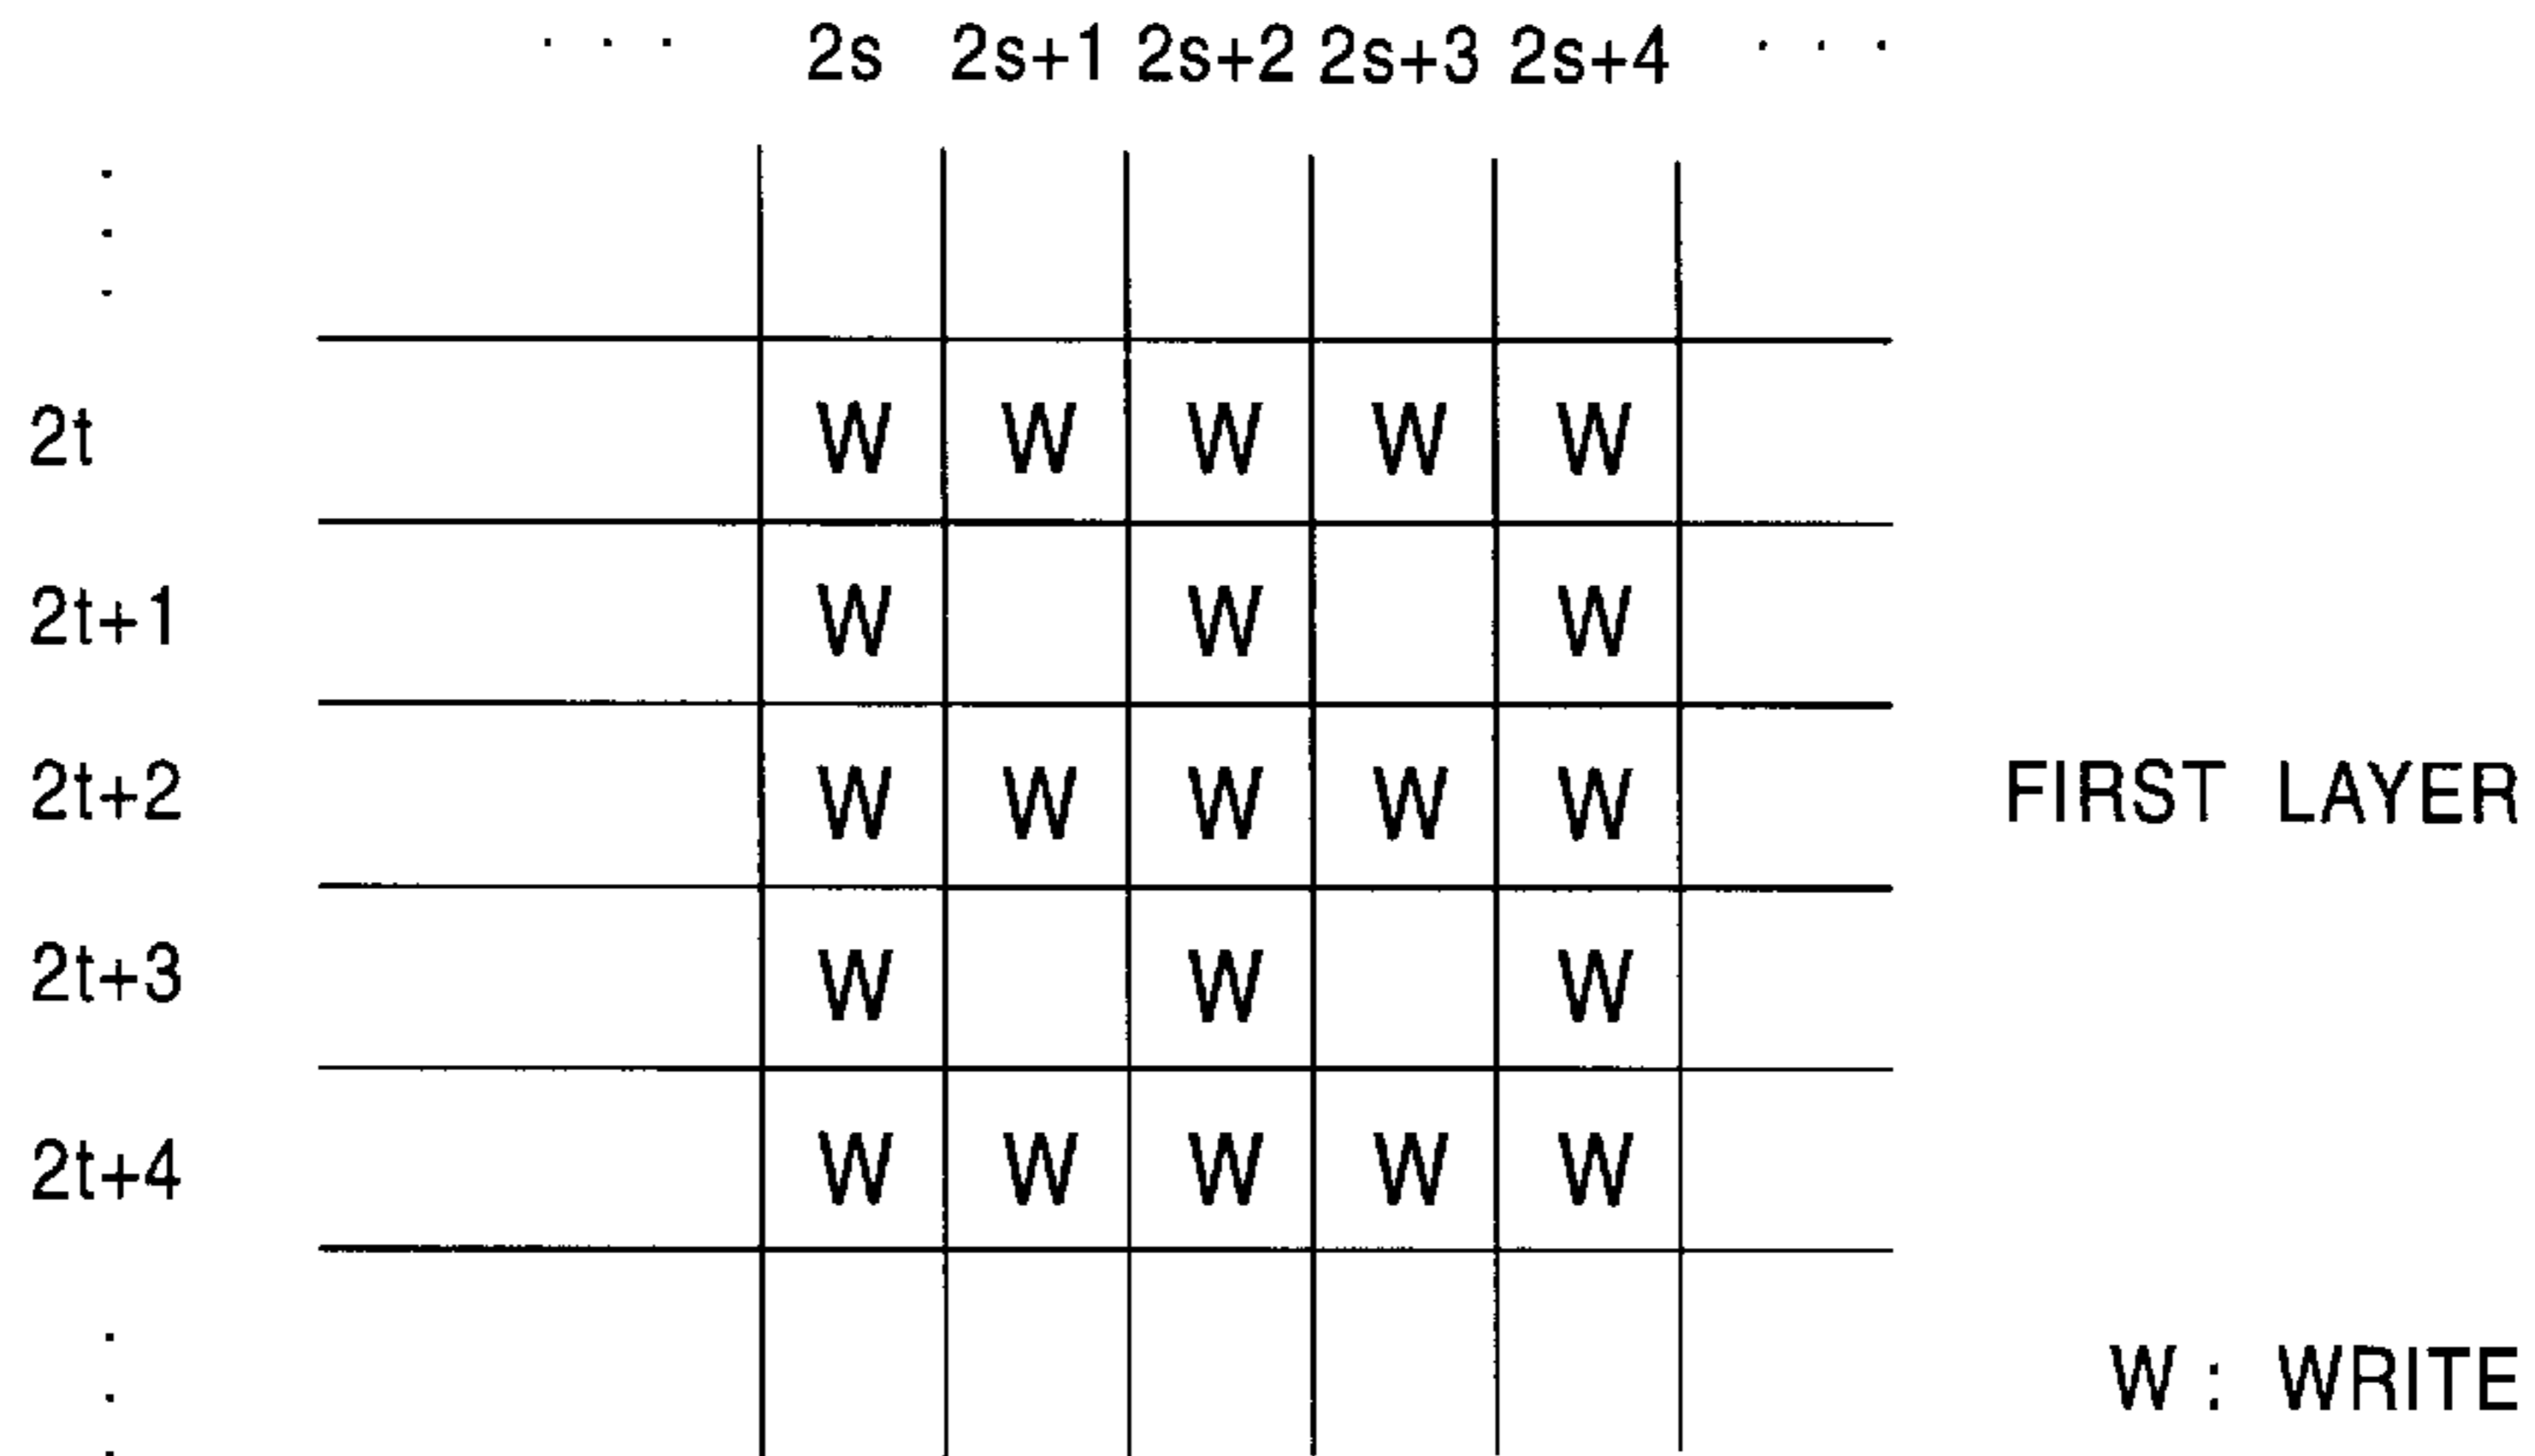 . . . 2s 2s+1 2s+2 2s+3 2s+4 . . .
2t W W W W W
2t+1 W W W
2t+2 W W W W W FIRST LAYER
2t+3 W W W
2t+4 W W W W W
W : WRITE